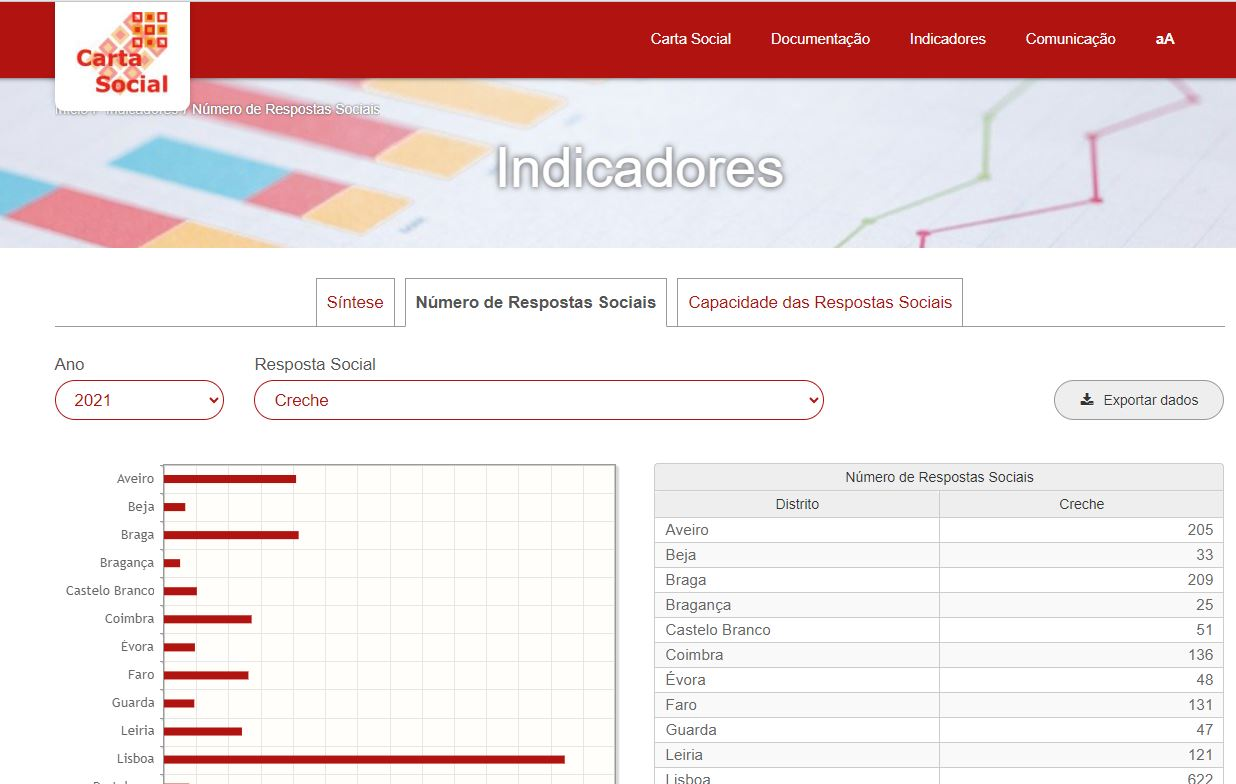 Carta Social
Carta Social Documentação Indicadores Comunicação aA
Início / Indicadores / Número de Respostas Sociais
Indicadores
Síntese Número de Respostas Sociais Capacidade das Respostas Sociais
Ano Resposta Social
2021 Creche Exportar dados
Aveiro
Beja
Braga
Bragança
Castelo Branco
Coimbra
Évora
Faro
Guarda
Leiria
Lisboa
Número de Respostas Sociais
Distrito Creche
Aveiro 205
Beja 33
Braga 209
Bragança 25
Castelo Branco 51
Coimbra 136
Évora 48
Faro 131
Guarda 47
Leiria 121
Lisboa 622